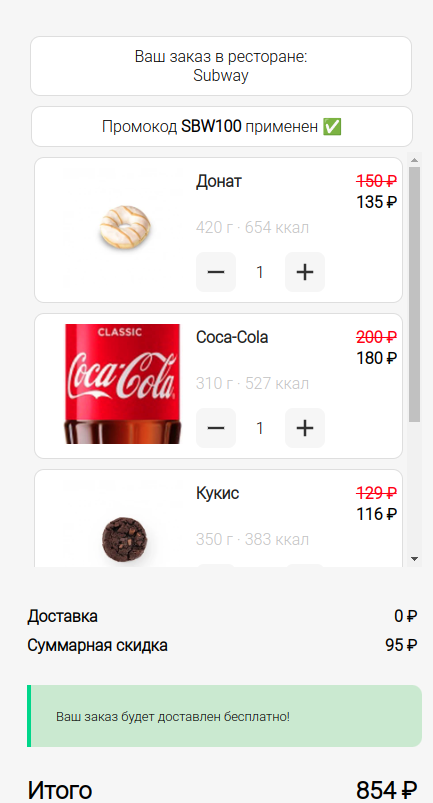 Ваш заказ в ресторане:
Subway
Промокод SBW100 применен ✅
Донат
150 ₽
135 ₽
420 г · 654 ккал
− 1 +
CLASSIC
Coca-Cola
Coca-Cola
200 ₽
180 ₽
310 г · 527 ккал
− 1 +
Кукис
129 ₽
116 ₽
350 г · 383 ккал
Доставка 0 ₽
Суммарная скидка 95 ₽
Ваш заказ будет доставлен бесплатно!
Итого 854 ₽